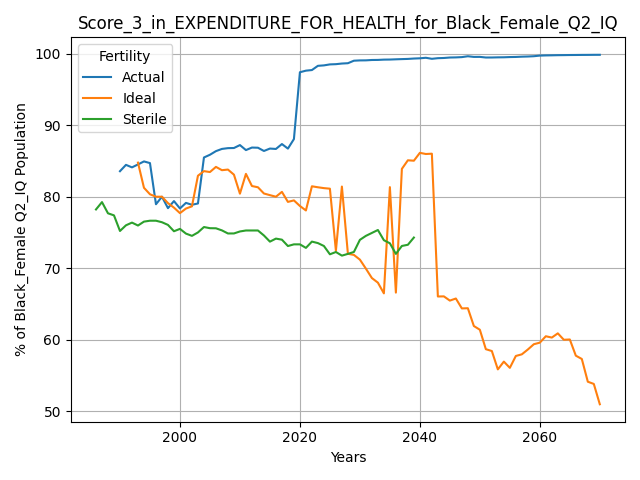 Score_3_in_EXPENDITURE_FOR_HEALTH_for_Black_Female_Q2_IQ
Fertility
Actual
Ideal
Sterile
% of Black_Female Q2_IQ Population
100
90
80
70
60
50
2000
2020
2040
2060
Years